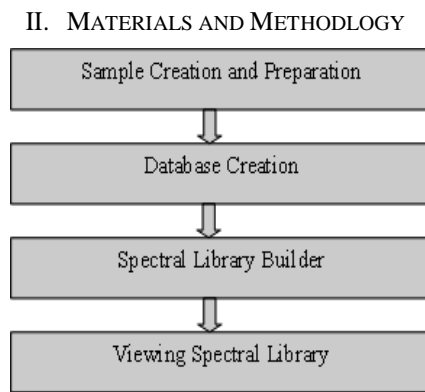 II. MATERIALS AND METHODLOGY
Sample Creation and Preparation
Database Creation
Spectral Library Builder
Viewing Spectral Library